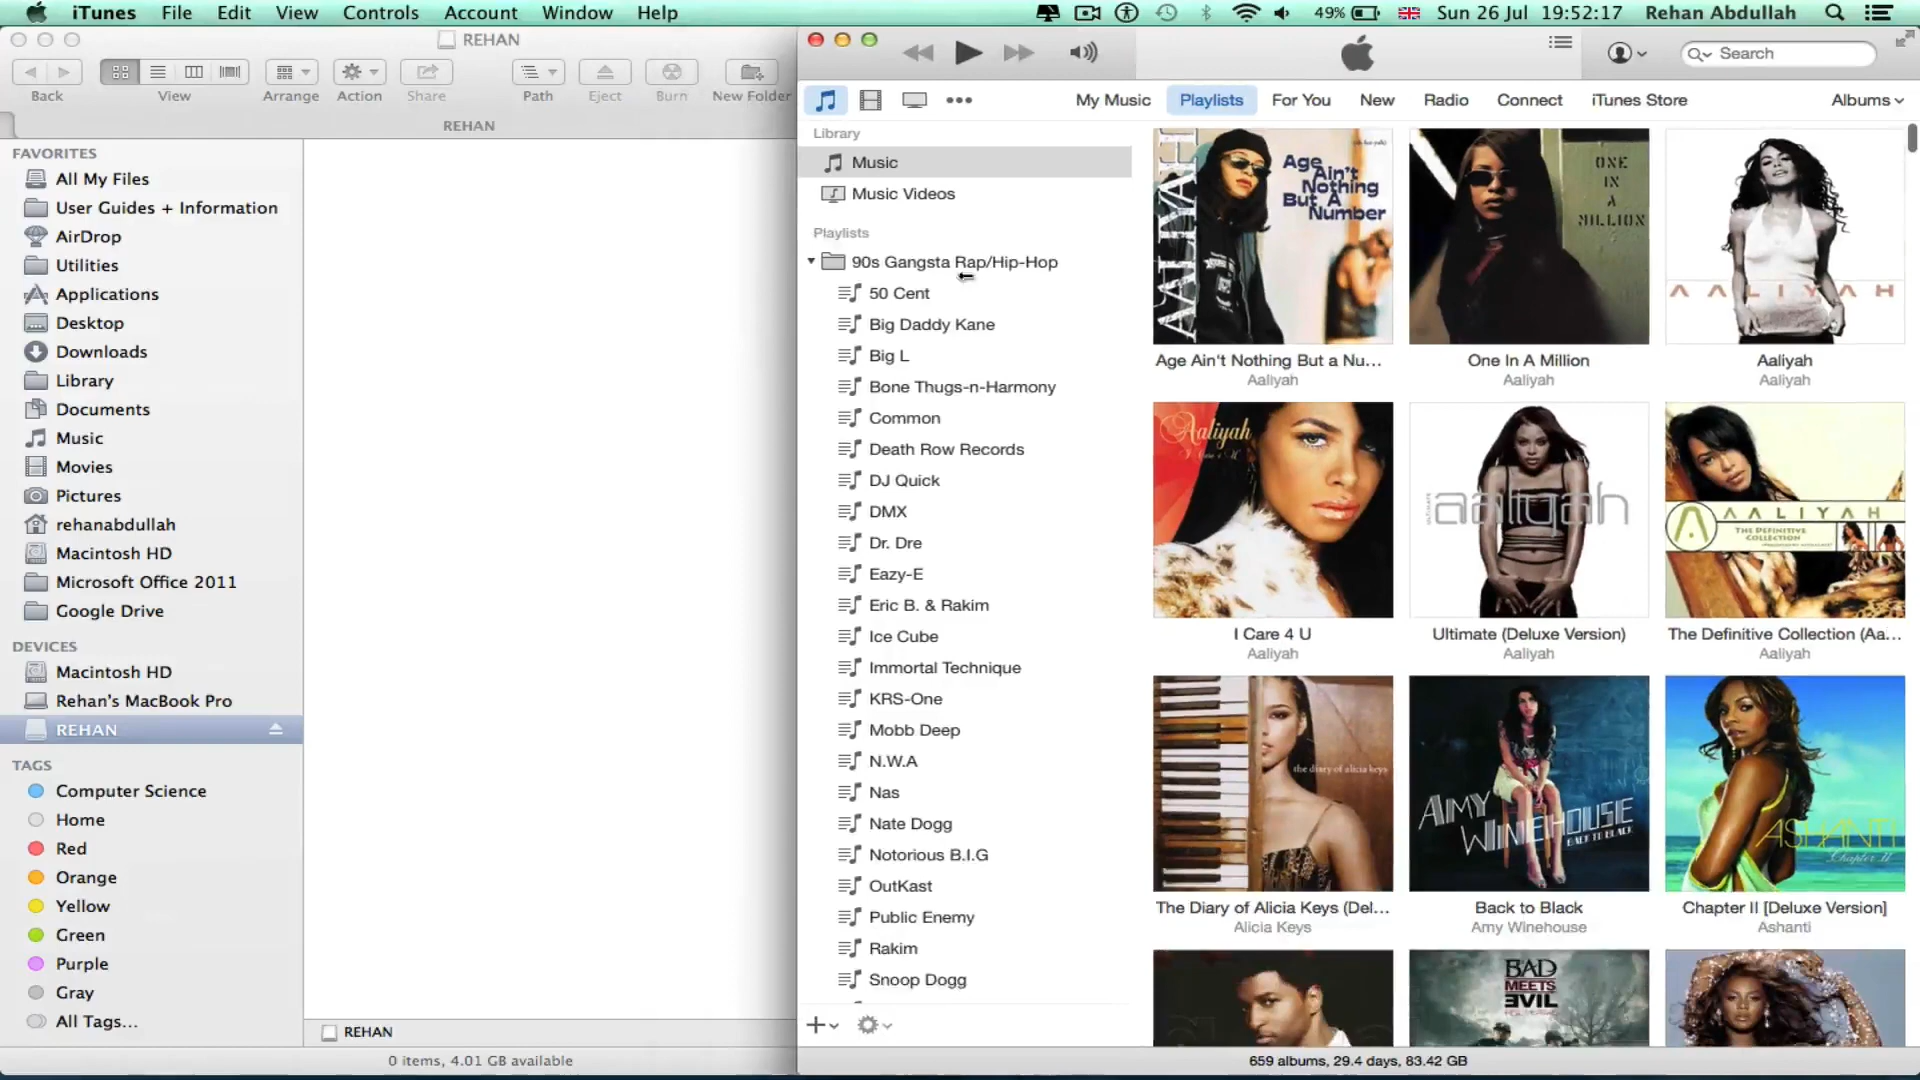 iTunes File Edit View Controls Account Window Help 49% Sun 26 Jul 19:52:17 Rehan Abdullah
REHAN
Back View Arrange Action Share Path Eject Burn New Folder
REHAN
FAVORITES
All My Files
User Guides + Information
AirDrop
Utilities
Applications
Desktop
Downloads
Library
Documents
Music
Movies
Pictures
rehanabdullah
Macintosh HD
Microsoft Office 2011
Google Drive
DEVICES
Macintosh HD
Rehan's MacBook Pro
REHAN
TAGS
Computer Science
Home
Red
Orange
Yellow
Green
Purple
Gray
All Tags...
REHAN
0 items, 4.01 GB available
Search
My Music Playlists For You New Radio Connect iTunes Store Albums
Library
Music
Music Videos
Playlists
90s Gangsta Rap/Hip-Hop
50 Cent
Big Daddy Kane
Big L
Bone Thugs-n-Harmony
Common
Death Row Records
DJ Quick
DMX
Dr. Dre
Eazy-E
Eric B. & Rakim
Ice Cube
Immortal Technique
KRS-One
Mobb Deep
N.W.A
Nas
Nate Dogg
Notorious B.I.G
OutKast
Public Enemy
Rakim
Snoop Dogg
AALIYAH
Age
Ain't
Nothing
But A
Number
ONE
IN
A
MILLION
AALIYAH
Age Ain't Nothing But a Nu... One In A Million Aaliyah
Aaliyah Aaliyah Aaliyah
Aaliyah
I Care 4 U
aaliyah
AALIYAH
THE DEFINITIVE
COLLECTION
I Care 4 U Ultimate (Deluxe Version) The Definitive Collection (Aa...
Aaliyah Aaliyah Aaliyah
the diary of alicia keys
AMY
WINEHOUSE
BACK TO BLACK
ASHANTI
Chapter II
The Diary of Alicia Keys (Del... Back to Black Chapter II [Deluxe Version]
Alicia Keys Amy Winehouse Ashanti
BAD
MEETS
EVIL
659 albums, 29.4 days, 83.42 GB